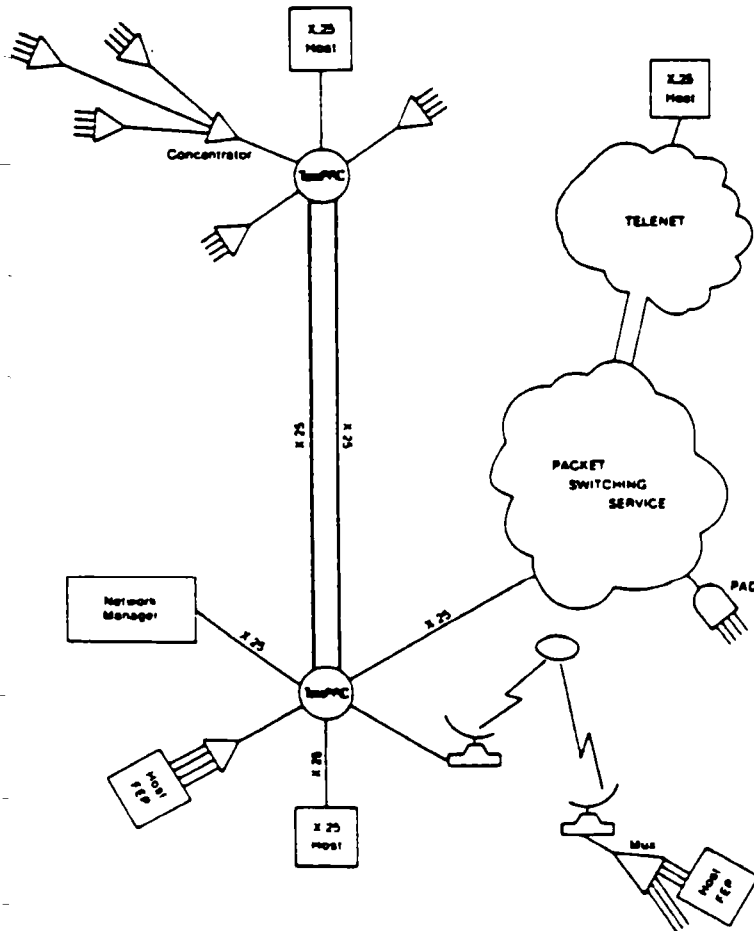 X.25
Host
X.25
Host
Concentrator
TELENET
X 25
X 25
PACKET
SWITCHING
SERVICE
PAD
Network
Manager
X 25
X 25
Host
FEP
X 25
X 25
Host
Mux
Host
FEP